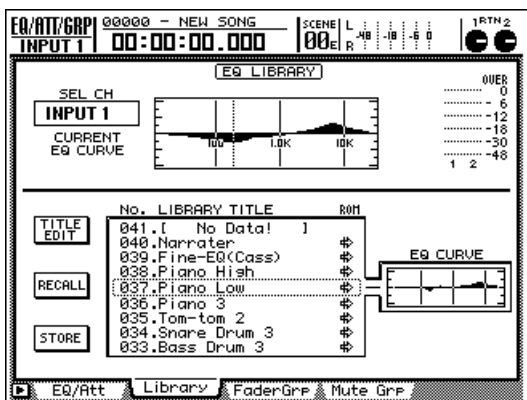 EQ/ATT/GRP 00000 - NEW SONG SCENE L 1RTN2
INPUT 1 00:00:00.000 00E R -48 -18 -6 0
EQ LIBRARY
SEL CH
INPUT 1
CURRENT
EQ CURVE
100 1.0K 10K
OVER
0
- 6
-12
-18
-30
-48
1 2
No. LIBRARY TITLE ROM
041.[ No Data! ]
040.Narrater
039.Fine-EQ(Cass)
038.Piano High
037.Piano Low
036.Piano 3
035.Tom-tom 2
034.Snare Drum 3
033.Bass Drum 3
TITLE
EDIT
RECALL
STORE
EQ CURVE
EQ/Att Library FaderGrp Mute Grp